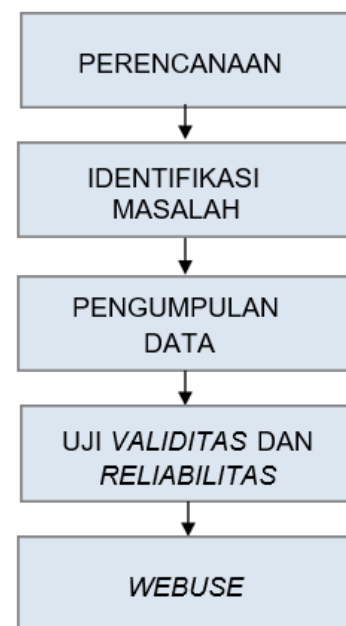 PERENCANAAN
IDENTIFIKASI
MASALAH
PENGUMPULAN
DATA
UJI VALIDITAS DAN
RELIABILITAS
WEBUSE